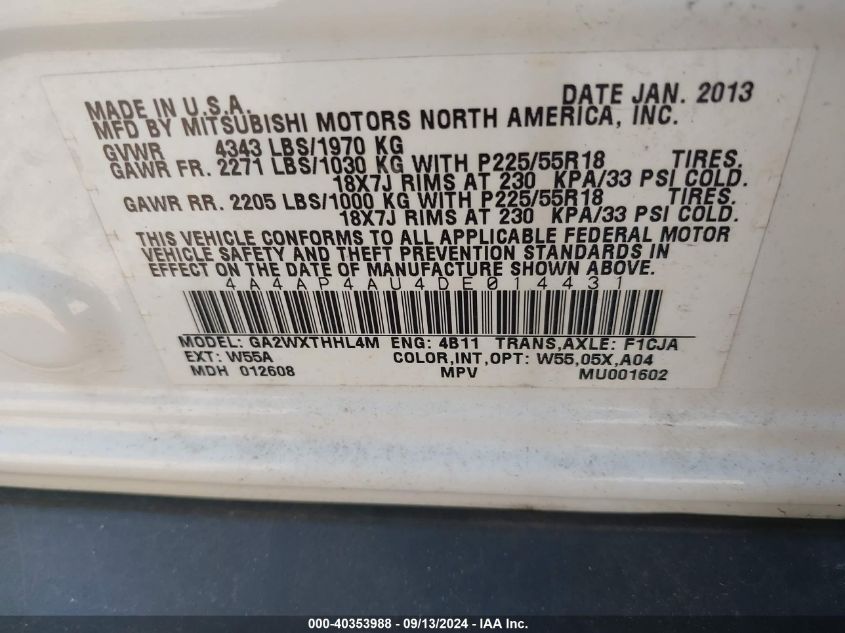 MADE IN U.S.A. DATE JAN. 2013
MFD BY MITSUBISHI MOTORS NORTH AMERICA, INC.
GVWR 4343 LBS/1970 KG
GAWR FR. 2271 LBS/1030 KG WITH P225/55R18 TIRES.
18X7J RIMS AT 230 KPA/33 PSI COLD.
GAWR RR. 2205 LBS/1000 KG WITH P225/55R18 TIRES.
18X7J RIMS AT 230 KPA/33 PSI COLD.
THIS VEHICLE CONFORMS TO ALL APPLICABLE FEDERAL MOTOR
VEHICLE SAFETY AND THEFT PREVENTION STANDARDS IN
EFFECT ON THE DATE OF MANUFACTURE SHOWN ABOVE.
4A4AP4AU4DE014431
MODEL: GA2WXTHHL4M ENG: 4B11 TRANS,AXLE: F1CJA
EXT: W55A COLOR,INT,OPT: W55,05X,A04
MDH 012608 MPV MU001602
000-40353988 - 09/13/2024 - IAA Inc.